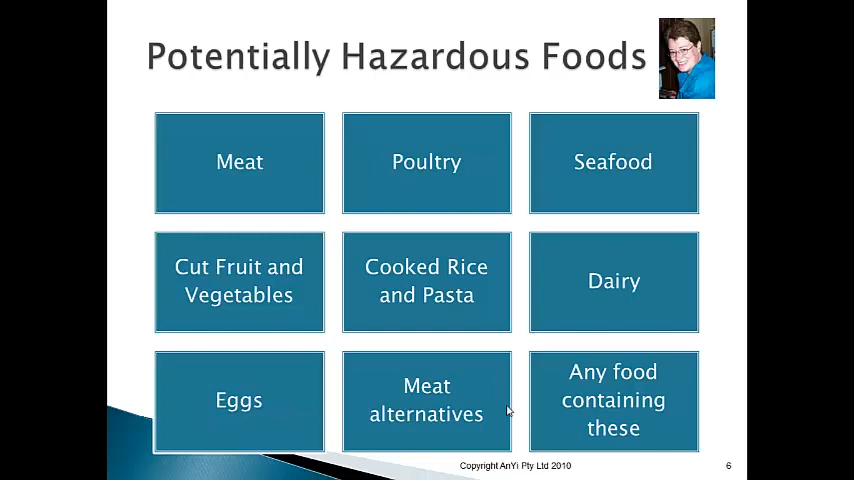 Potentially Hazardous Foods
Meat
Poultry
Seafood
Cut Fruit and
Vegetables
Cooked Rice
and Pasta
Dairy
Eggs
Meat
alternatives
Any food
containing
these
Copyright AnYi Pty Ltd 2010
6